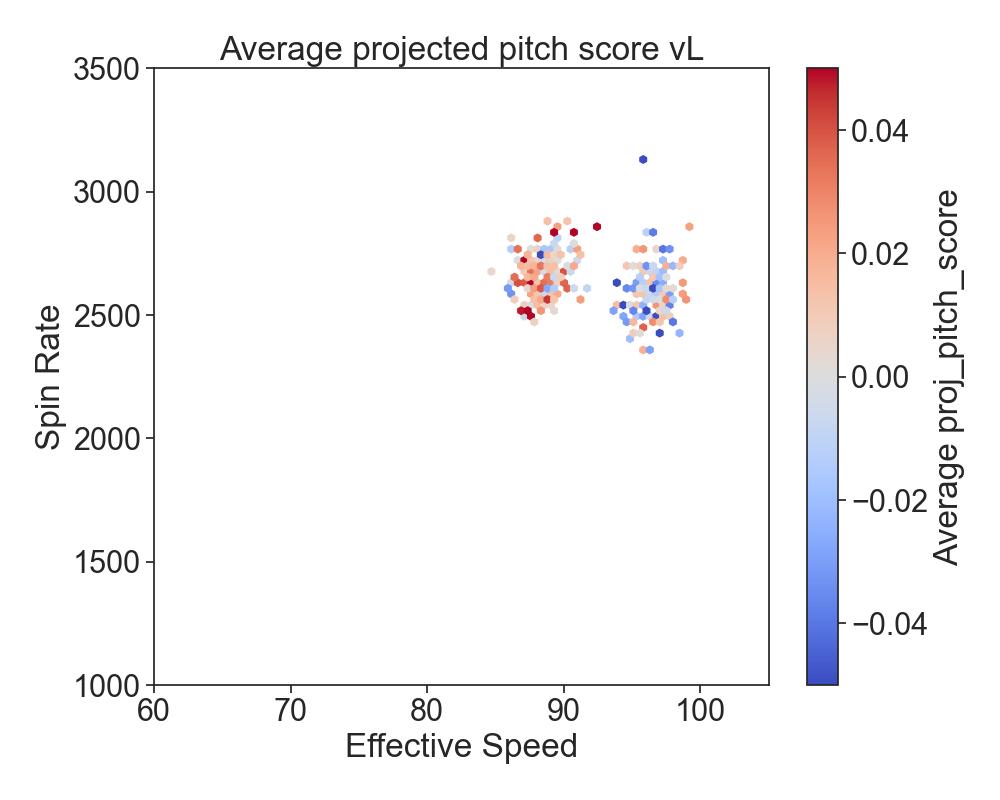 Average projected pitch score vL
3500
3000
2500
2000
1500
1000
Spin Rate
60 70 80 90 100
Effective Speed
0.04
0.02
0.00
−0.02
−0.04
Average proj_pitch_score